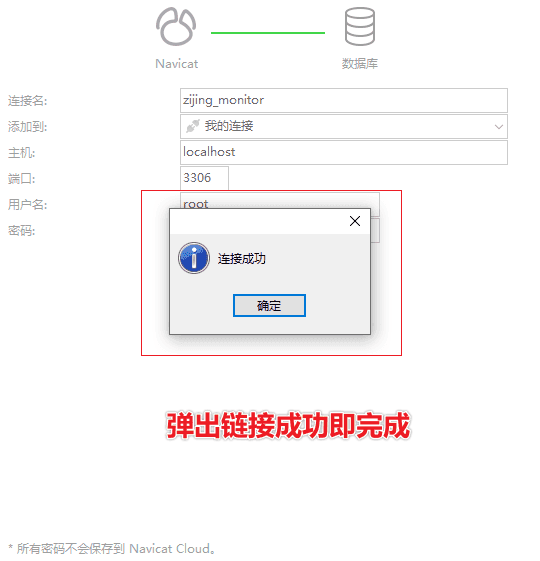 Navicat
数据库
连接名:
zijing_monitor
添加到:
我的连接
主机:
localhost
端口:
3306
用户名:
root
密码:
连接成功
确定
弹出链接成功即完成
* 所有密码不会保存到 Navicat Cloud。